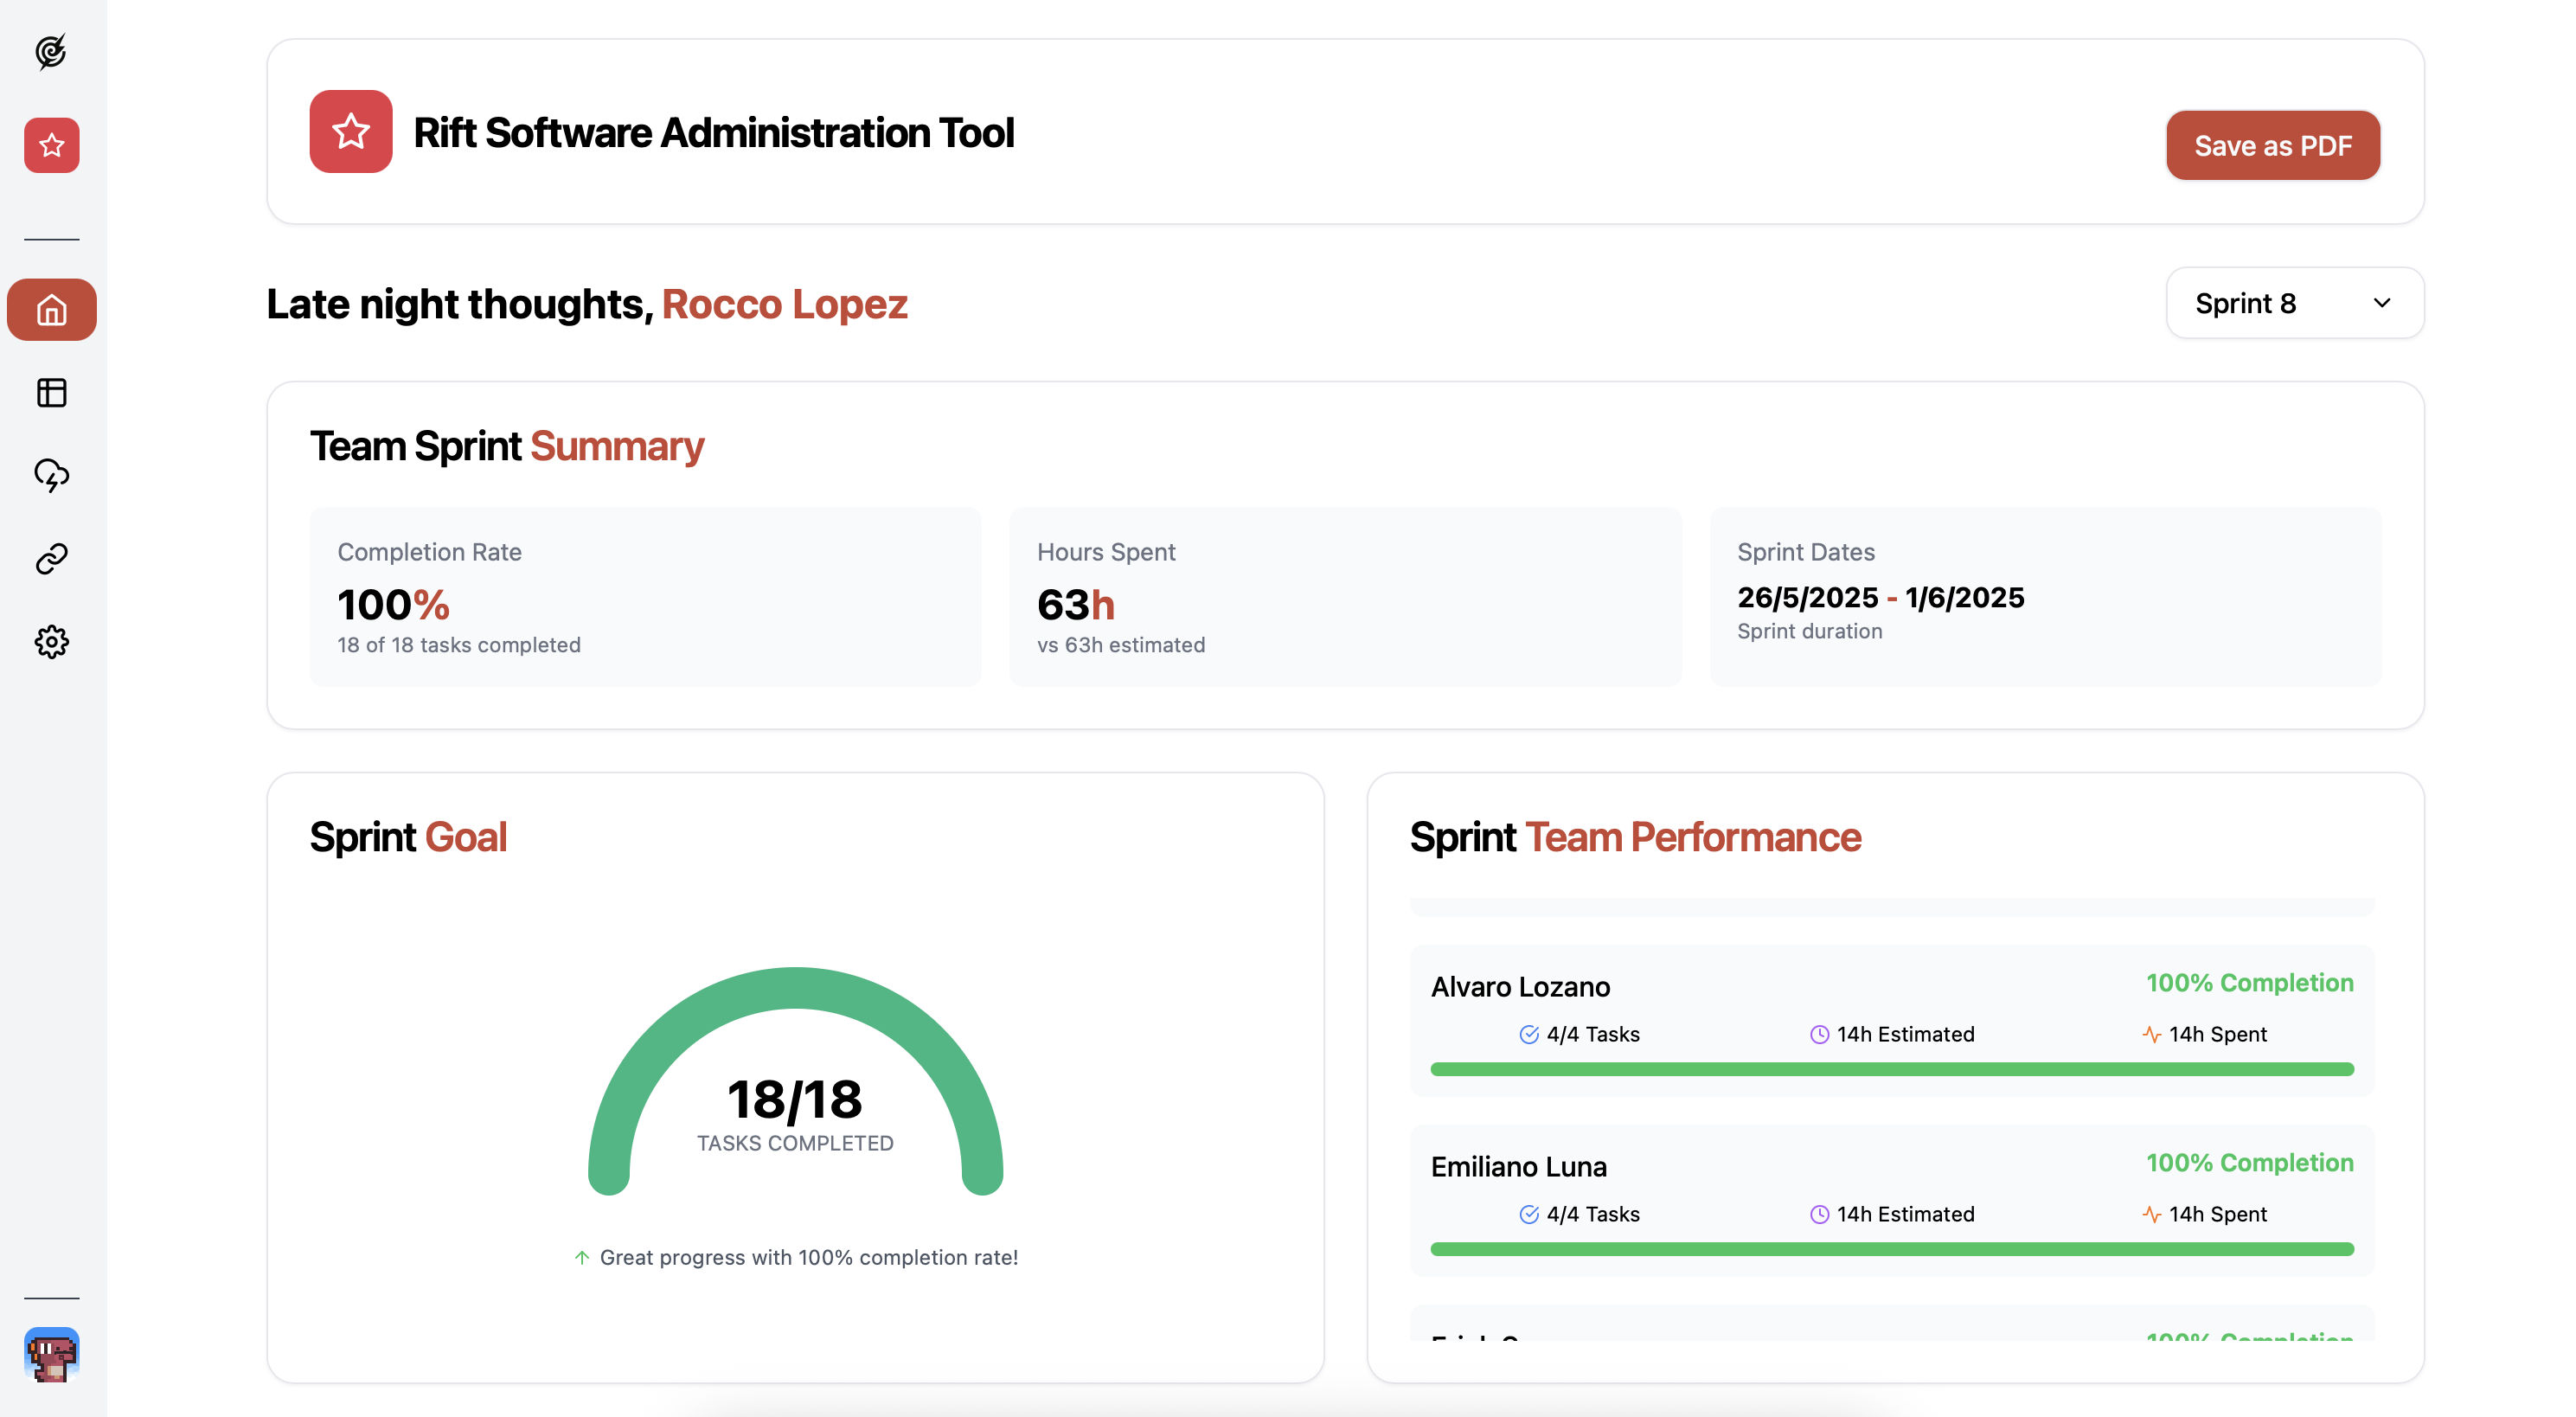 Rift Software Administration Tool
Save as PDF
Late night thoughts, Rocco Lopez
Sprint 8
Team Sprint Summary
Completion Rate
100%
18 of 18 tasks completed
Hours Spent
63h
vs 63h estimated
Sprint Dates
26/5/2025 - 1/6/2025
Sprint duration
Sprint Goal
18/18
TASKS COMPLETED
Great progress with 100% completion rate!
Sprint Team Performance
Alvaro Lozano
100% Completion
4/4 Tasks
14h Estimated
14h Spent
Emiliano Luna
100% Completion
4/4 Tasks
14h Estimated
14h Spent
100% Completion